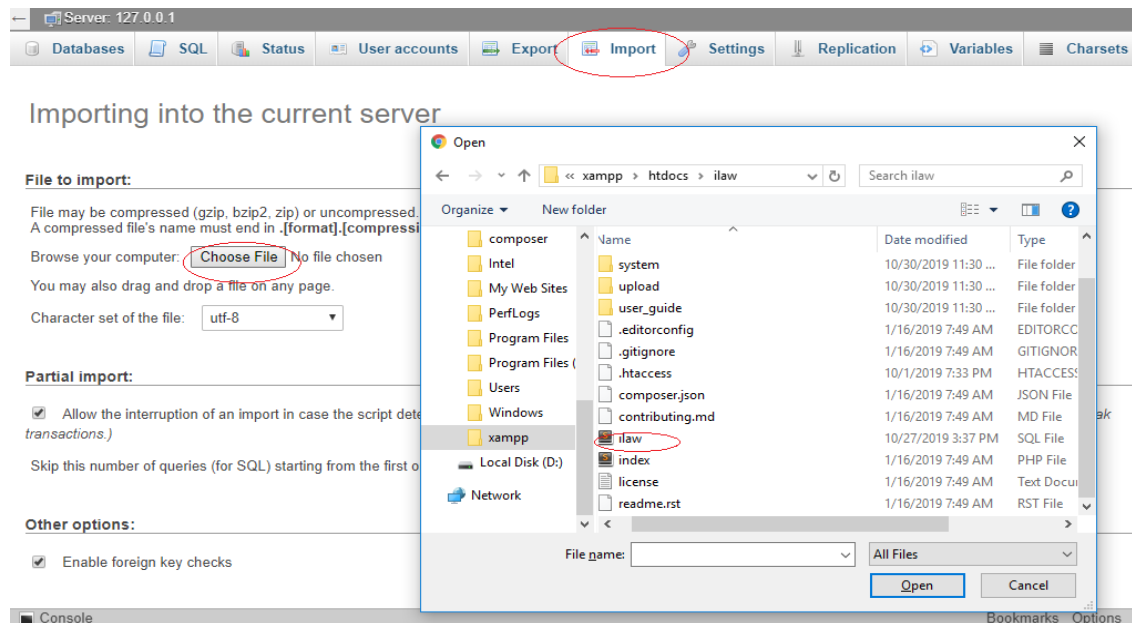 Server: 127.0.0.1
Databases SQL Status User accounts Export Import Settings Replication Variables Charsets
Importing into the current server
File to import:
File may be compressed (gzip, bzip2, zip) or uncompressed.
A compressed file's name must end in .[format].[compressi
Browse your computer: Choose File No file chosen
You may also drag and drop a file on any page.
Character set of the file: utf-8
Partial import:
Allow the interruption of an import in case the script dete
ak
transactions.)
Skip this number of queries (for SQL) starting from the first o
Other options:
Enable foreign key checks
Console
Bookmarks Options
Open
« xampp > htdocs > ilaw
Search ilaw
Organize New folder
composer
Intel
My Web Sites
PerfLogs
Program Files
Program Files (
Users
Windows
xampp
Local Disk (D:)
Network
Name Date modified Type
system 10/30/2019 11:30 ... File folder
upload 10/30/2019 11:30 ... File folder
user_guide 10/30/2019 11:30 ... File folder
.editorconfig 1/16/2019 7:49 AM EDITORCO
.gitignore 1/16/2019 7:49 AM GITIGNOR
.htaccess 10/1/2019 7:33 PM HTACCESS
composer.json 1/16/2019 7:49 AM JSON File
contributing.md 1/16/2019 7:49 AM MD File
ilaw 10/27/2019 3:37 PM SQL File
index 1/16/2019 7:49 AM PHP File
license 1/16/2019 7:49 AM Text Docu
readme.rst 1/16/2019 7:49 AM RST File
File name: All Files
Open Cancel